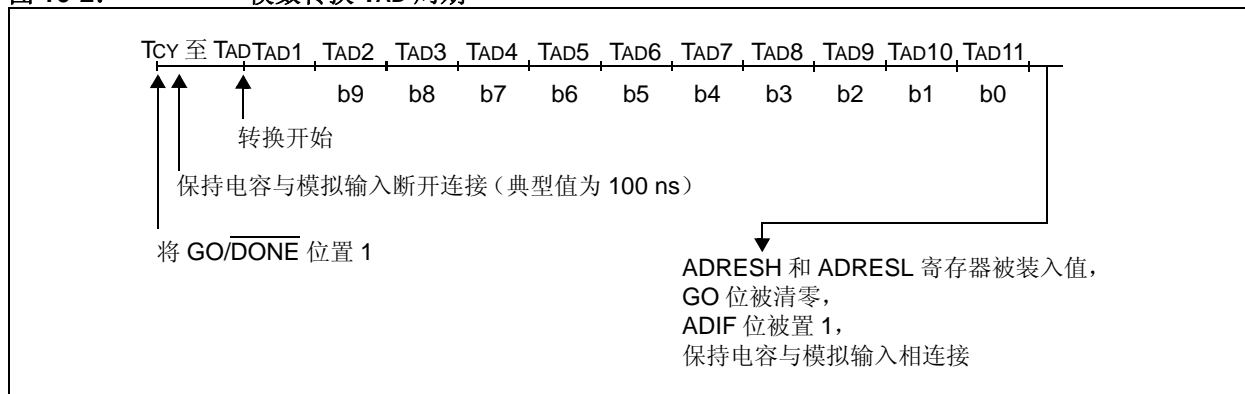 TCY 至 TADTAD1 TAD2 TAD3 TAD4 TAD5 TAD6 TAD7 TAD8 TAD9 TAD10 TAD11
b9 b8 b7 b6 b5 b4 b3 b2 b1 b0
转换开始
保持电容与模拟输入断开连接（典型值为 100 ns）
将 GO/DONE 位置 1
ADRESH 和 ADRESL 寄存器被装入值，
GO 位被清零，
ADIF 位被置 1，
保持电容与模拟输入相连接